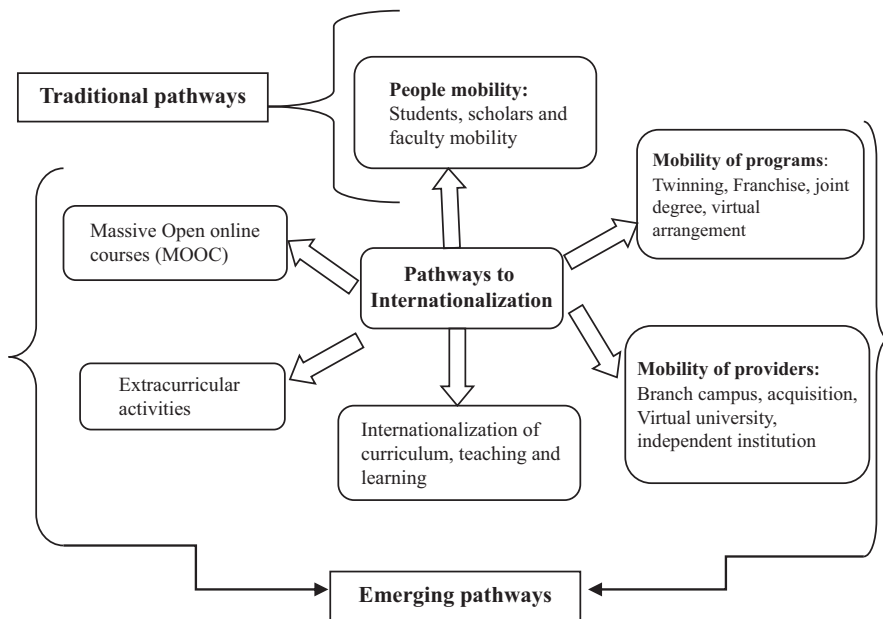 Traditional pathways
People mobility:
Students, scholars and
faculty mobility
Mobility of programs:
Twinning, Franchise, joint
degree, virtual
arrangement
Massive Open online
courses (MOOC)
Pathways to
Internationalization
Extracurricular
activities
Internationalization of
curriculum, teaching and
learning
Mobility of providers:
Branch campus, acquisition,
Virtual university,
independent institution
Emerging pathways